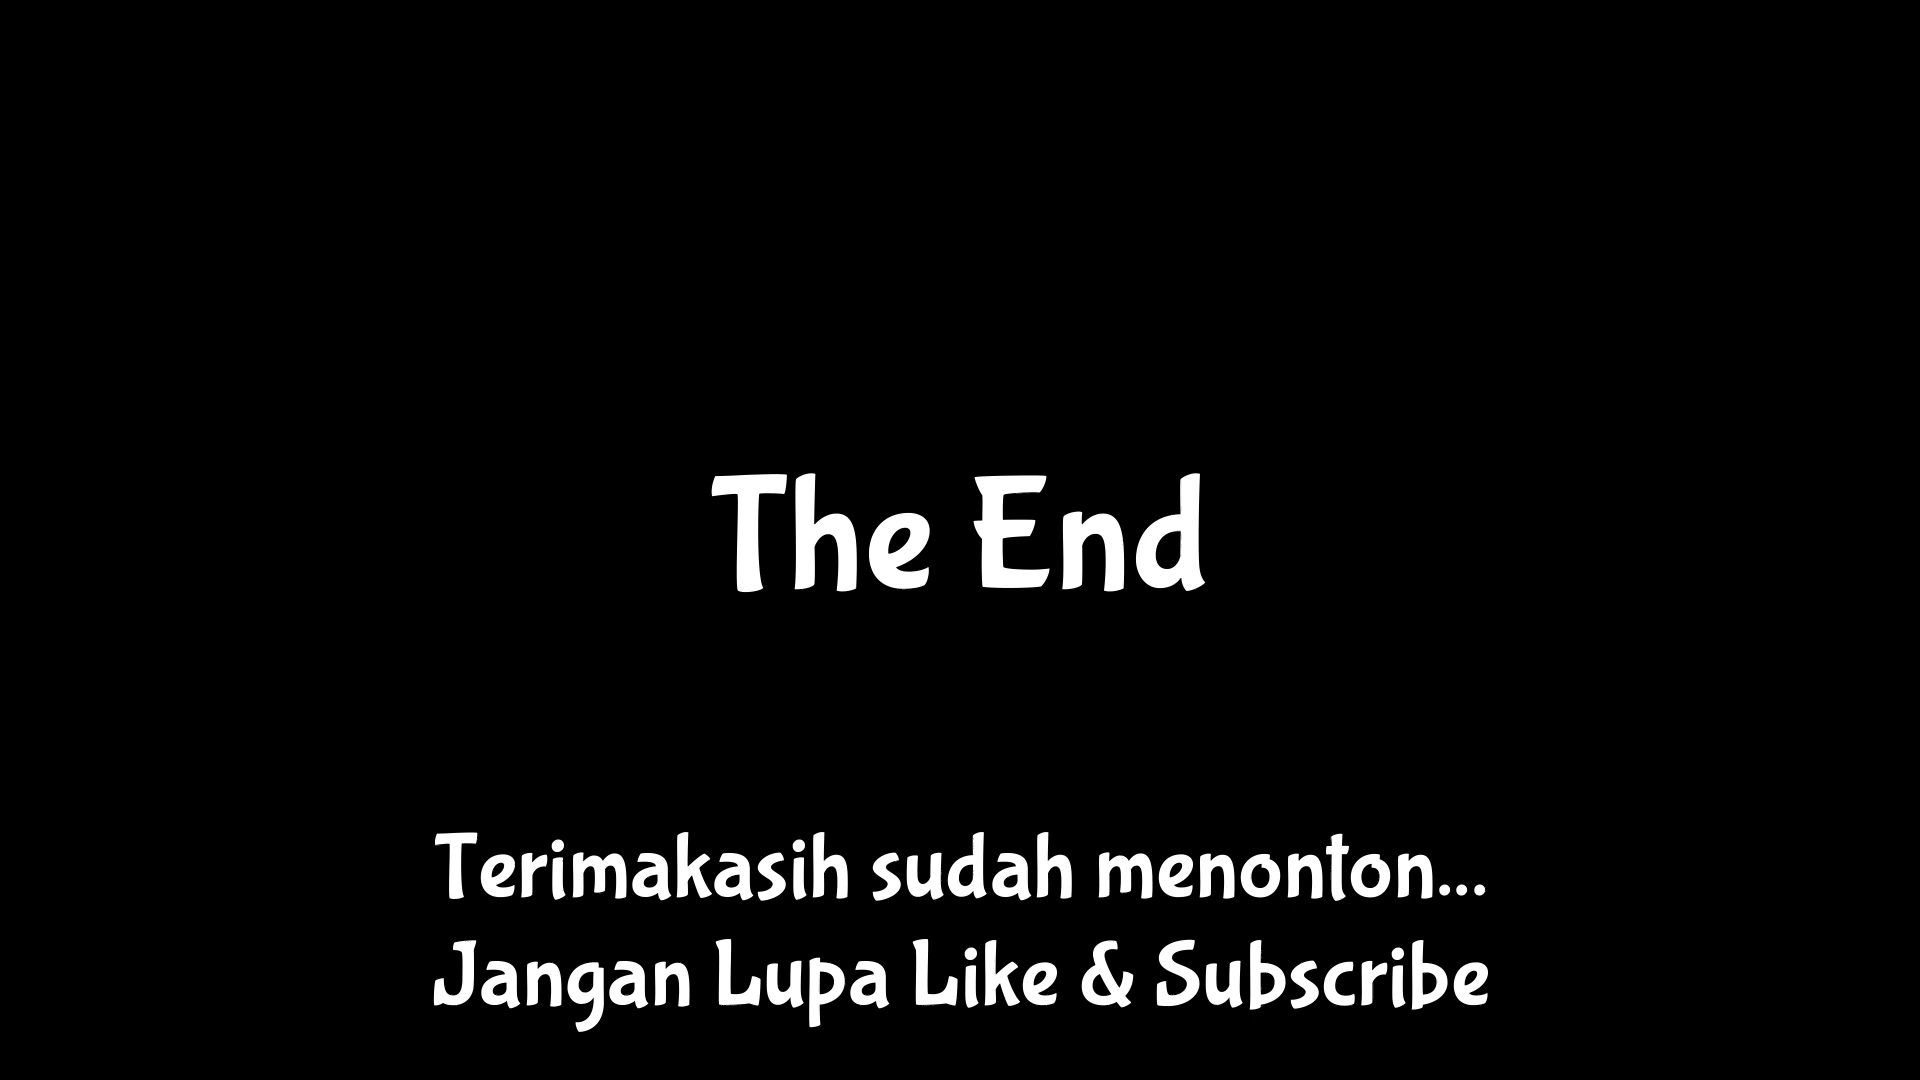 The End
Terimakasih sudah menonton...
Jangan Lupa Like & Subscribe